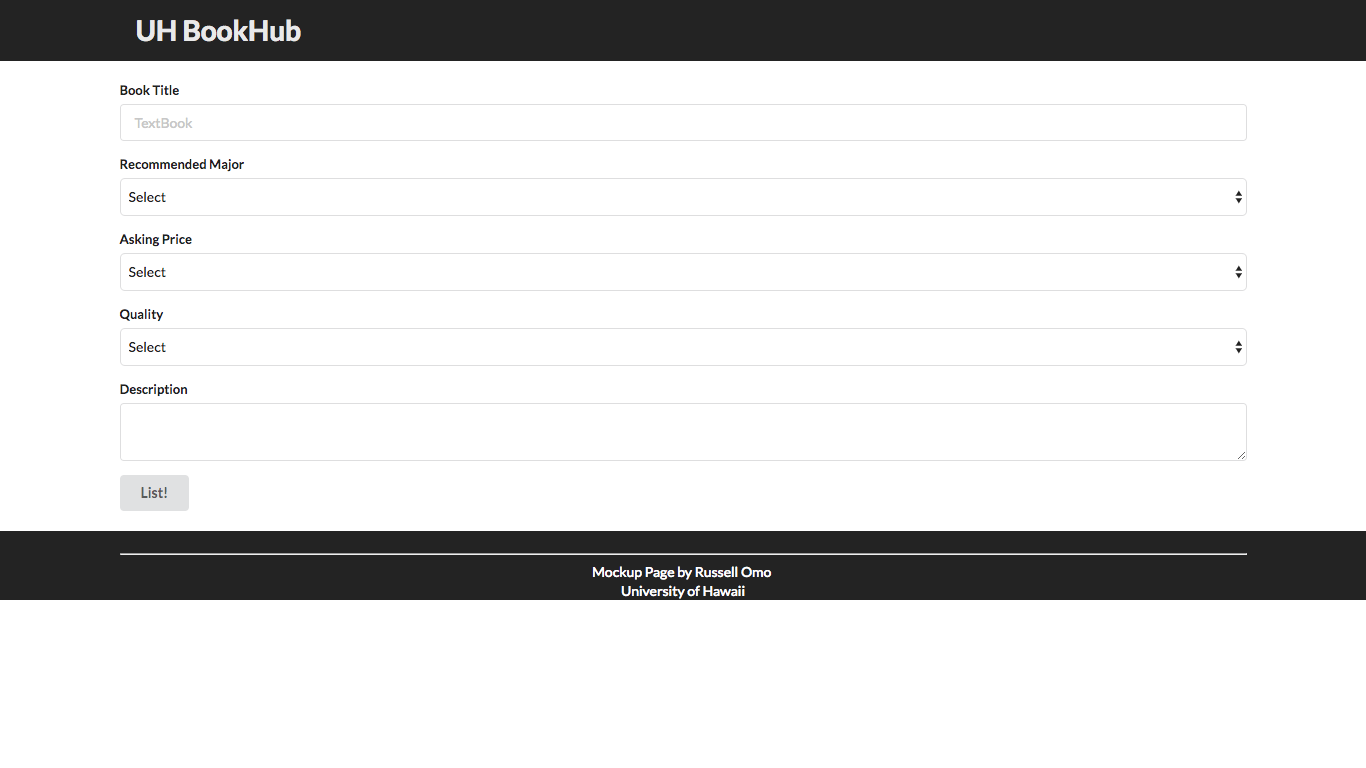 UH BookHub
Book Title
TextBook
Recommended Major
Select
Asking Price
Select
Quality
Select
Description
List!
Mockup Page by Russell Omo
University of Hawaii